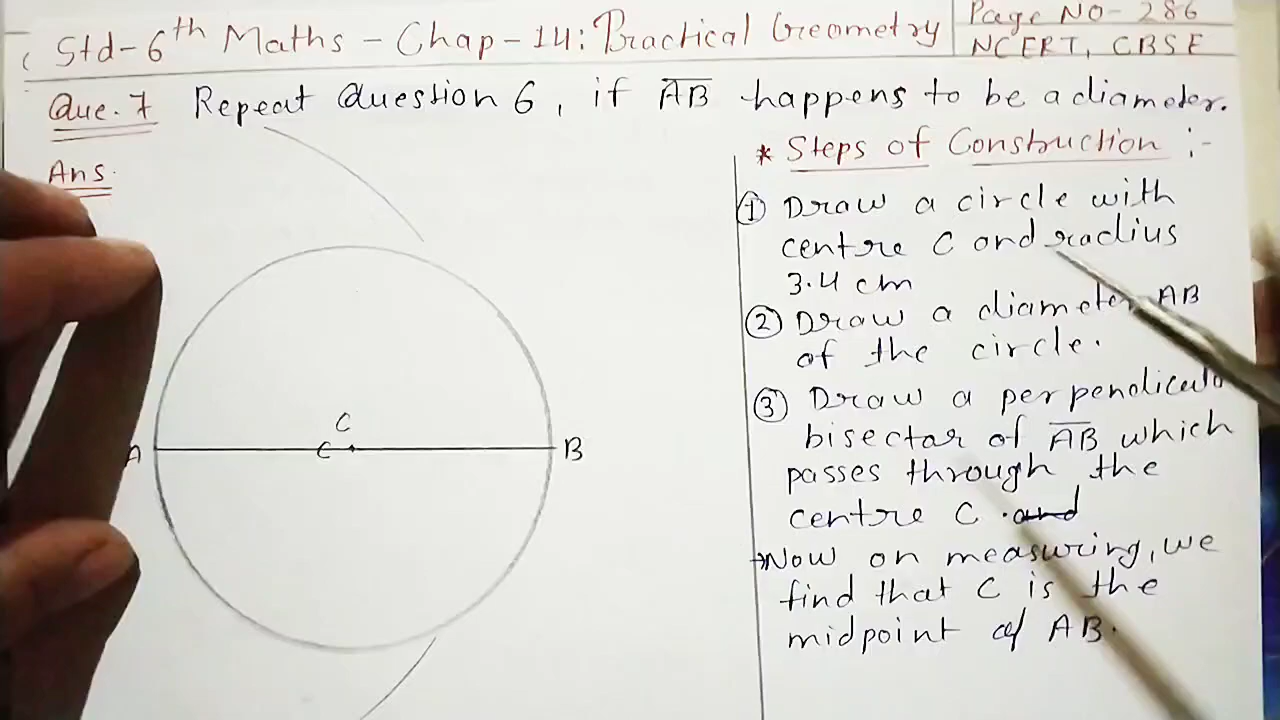 Std-6th Maths - Chap-14: Practical Geometry
Page NO- 286
NCERT, CBSE
Que. 7 Repeat Question 6, if AB happens to be a diameter.
Ans.
* Steps of Construction :-
① Draw a circle with
centre C and radius
3.4 cm
② Draw a diameter AB
of the circle.
③ Draw a perpendicula
bisectar of AB which
passes through the
centre C . and
→Now on measuring, we
find that C is the
midpoint of AB.
C
A C B